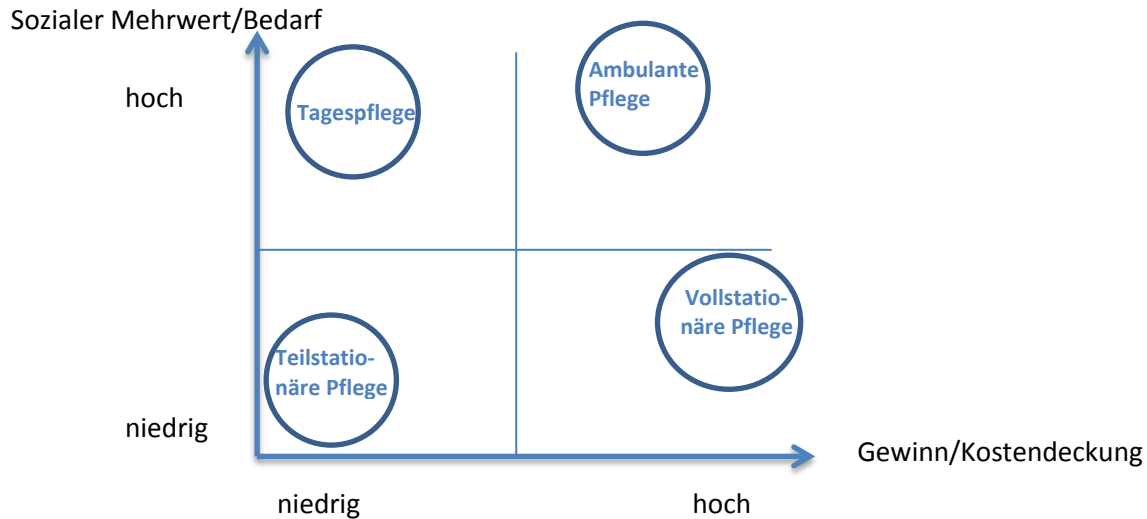 Sozialer Mehrwert/Bedarf
hoch
Tagespflege
Ambulante
Pflege
Vollstatio-
näre Pflege
Teilstatio-
näre Pflege
niedrig
Gewinn/Kostendeckung
niedrig
hoch